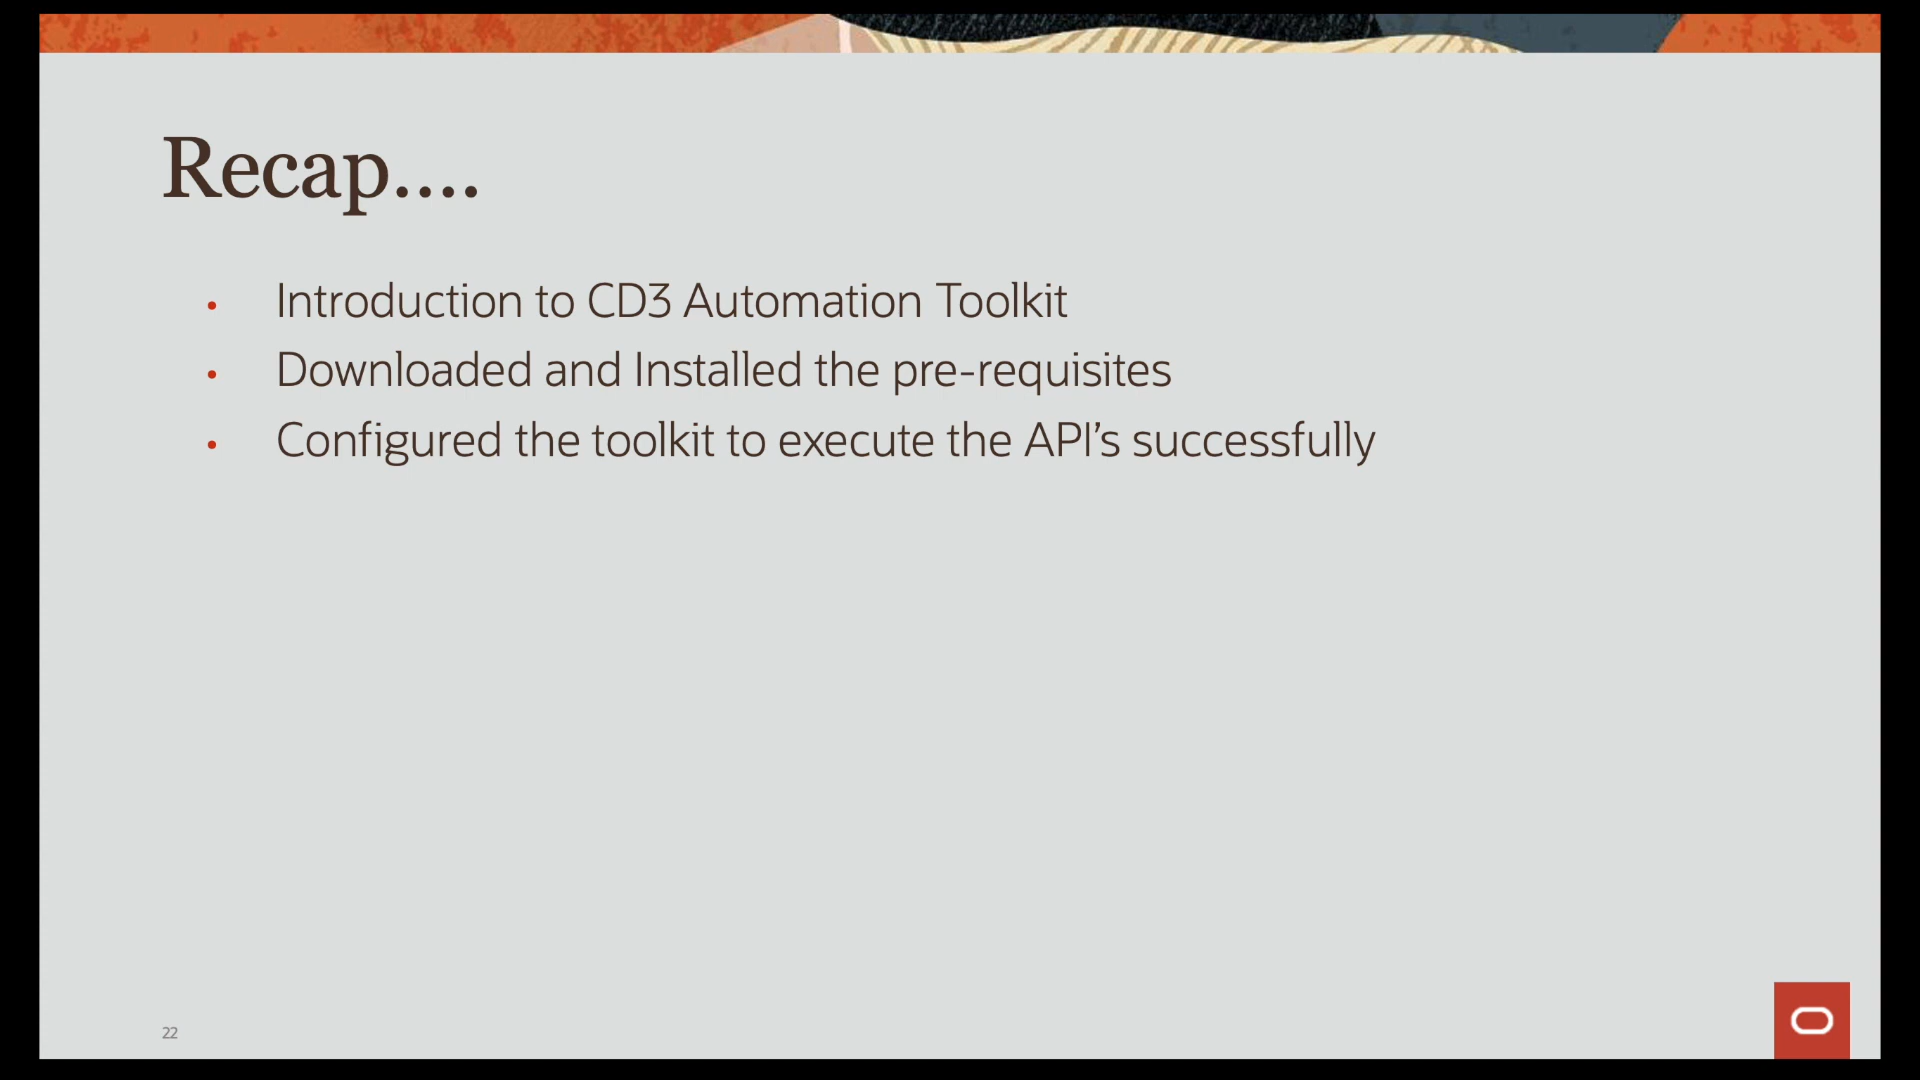 Recap....
• Introduction to CD3 Automation Toolkit
• Downloaded and Installed the pre-requisites
• Configured the toolkit to execute the API’s successfully
22